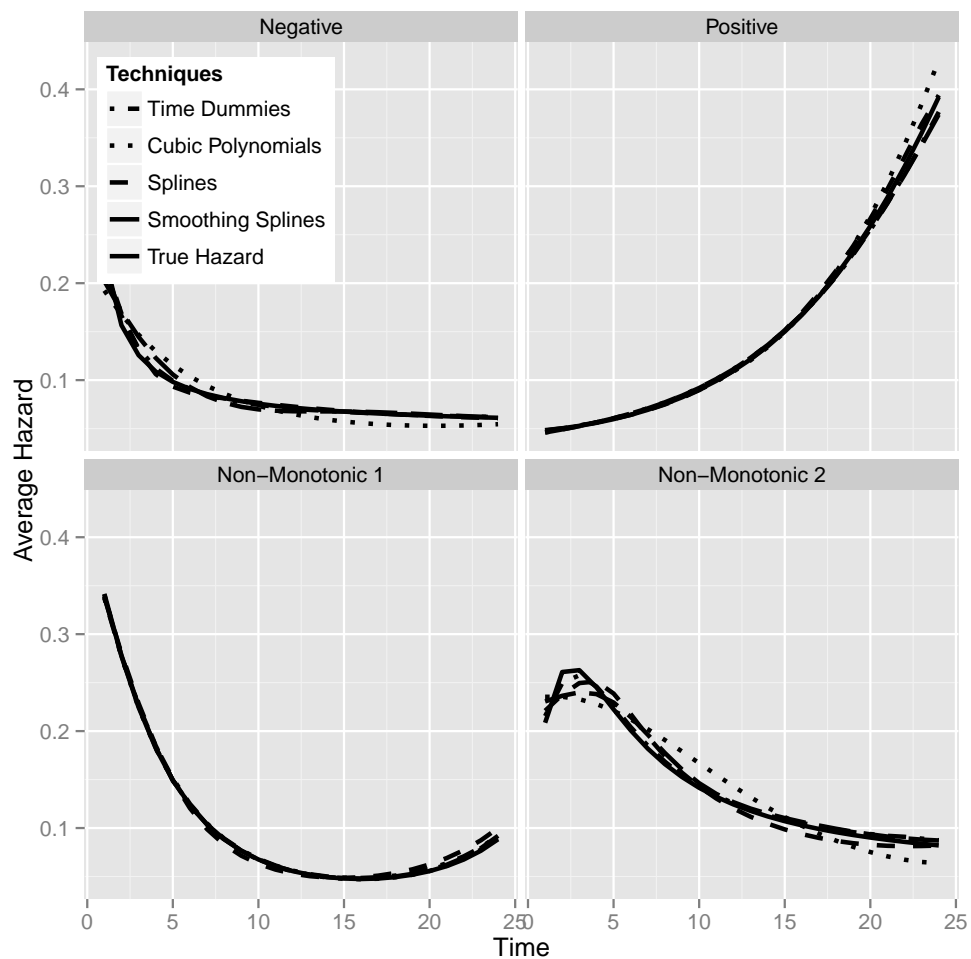 Negative
Positive
Techniques
Time Dummies
Cubic Polynomials
Splines
Smoothing Splines
True Hazard
0.4
0.3
0.2
0.1
Average Hazard
Non−Monotonic 1
Non−Monotonic 2
0.4
0.3
0.2
0.1
0 5 10 15 20 25
0 5 10 15 20 25
Time